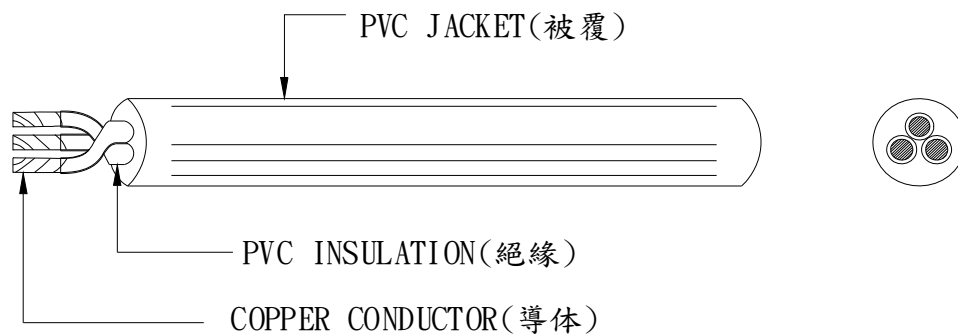 PVC JACKET(被覆)
PVC INSULATION(絕緣)
COPPER CONDUCTOR(導体)